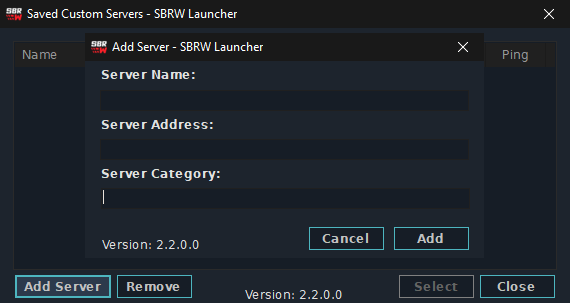 Saved Custom Servers - SBRW Launcher
Name
Ping
Add Server - SBRW Launcher
Server Name:
Server Address:
Server Category:
Version: 2.2.0.0
Cancel
Add
Add Server
Remove
Version: 2.2.0.0
Select
Close